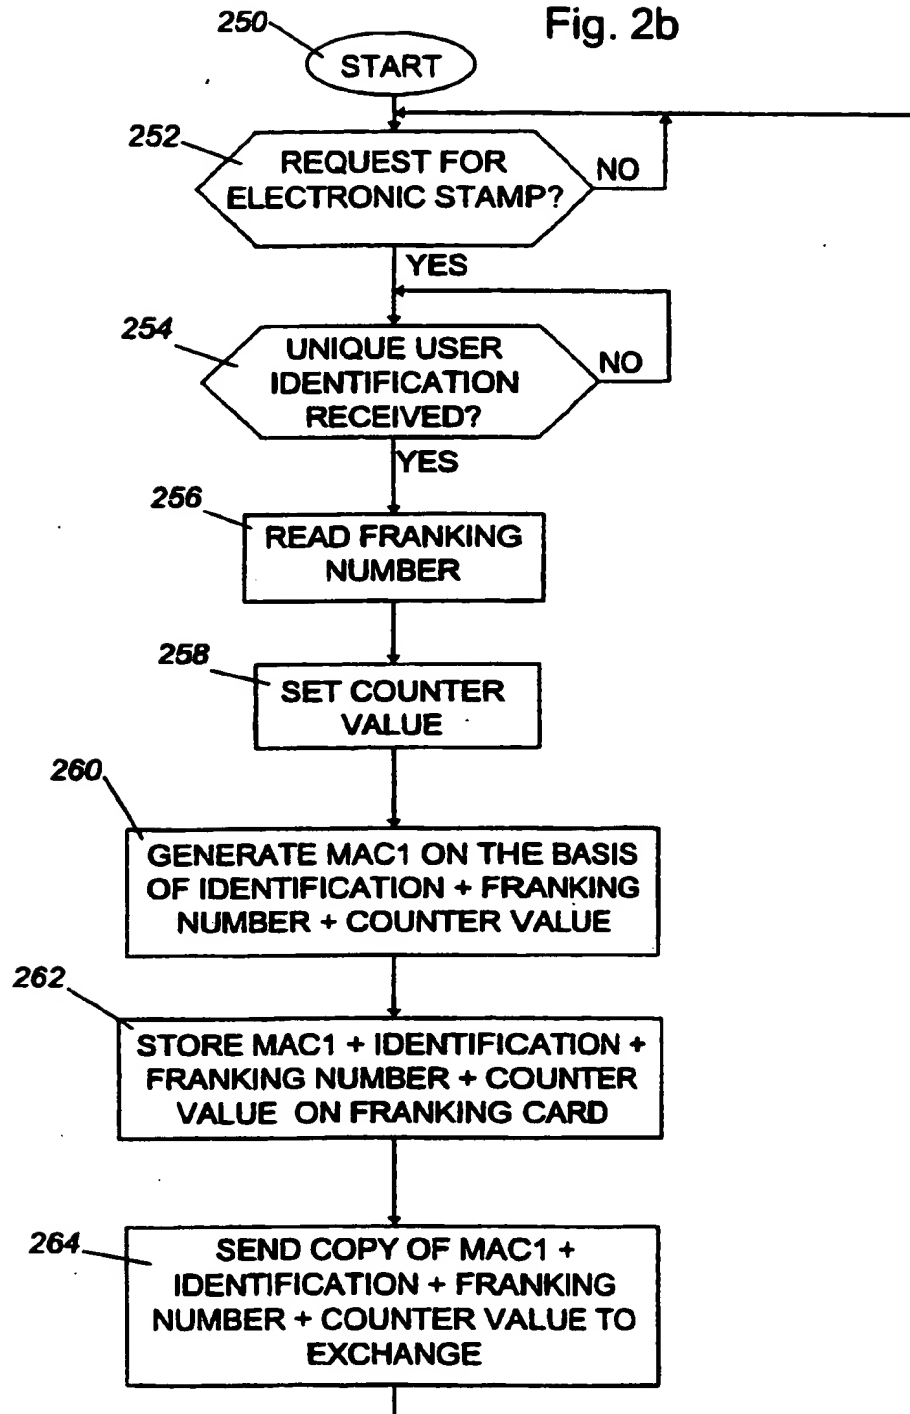 250
Fig. 2b
START
252
REQUEST FOR
ELECTRONIC STAMP?
NO
YES
254
UNIQUE USER
IDENTIFICATION
RECEIVED?
NO
YES
256
READ FRANKING
NUMBER
258
SET COUNTER
VALUE
260
GENERATE MAC1 ON THE BASIS
OF IDENTIFICATION + FRANKING
NUMBER + COUNTER VALUE
262
STORE MAC1 + IDENTIFICATION +
FRANKING NUMBER + COUNTER
VALUE ON FRANKING CARD
264
SEND COPY OF MAC1 +
IDENTIFICATION + FRANKING
NUMBER + COUNTER VALUE TO
EXCHANGE